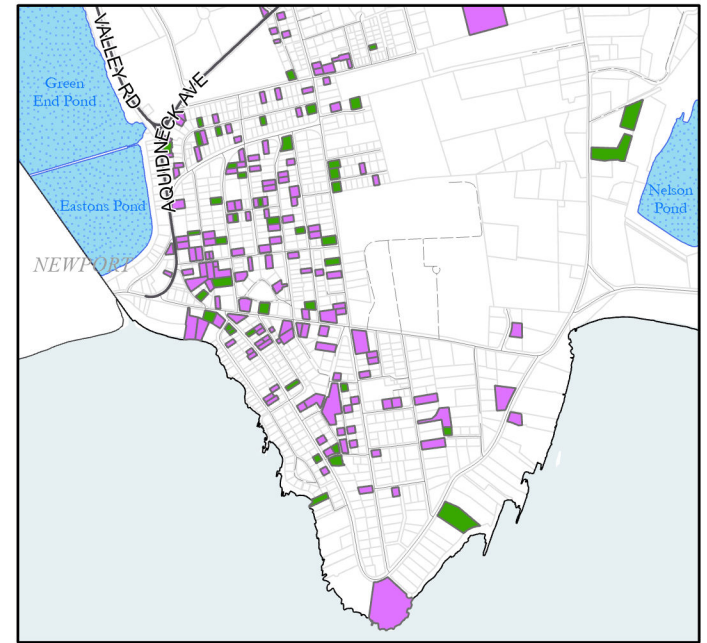 VALLEY RD
Green
End Pond
AQUIDNECK AVE
Eastons Pond
Nelson
Pond
NEWPORT